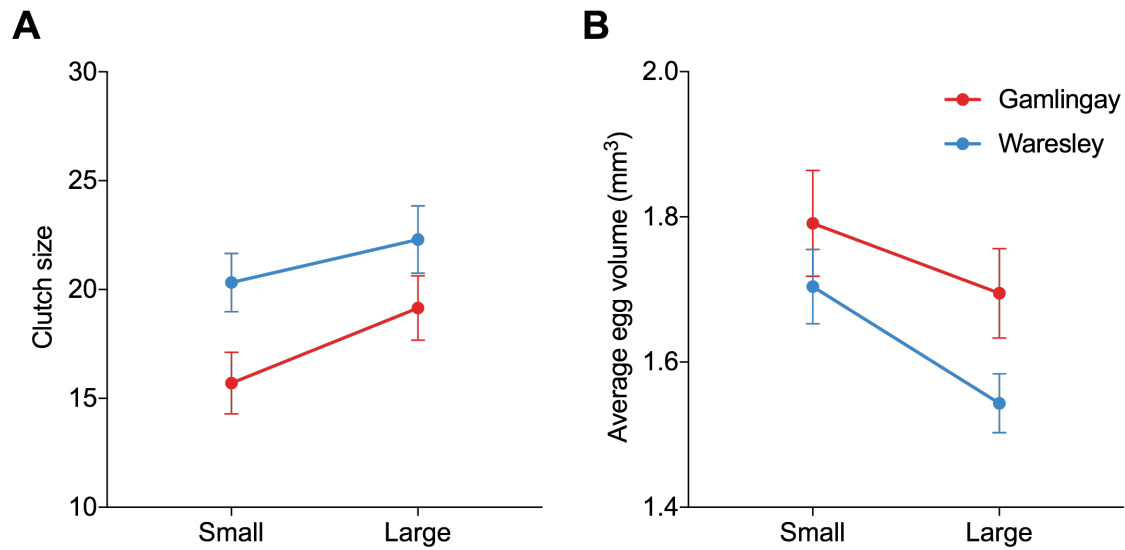 A
Clutch size
30
25
20
15
10
Small Large
B
Average egg volume (mm³)
2.0
1.8
1.6
1.4
Small Large
Gamlingay
Waresley